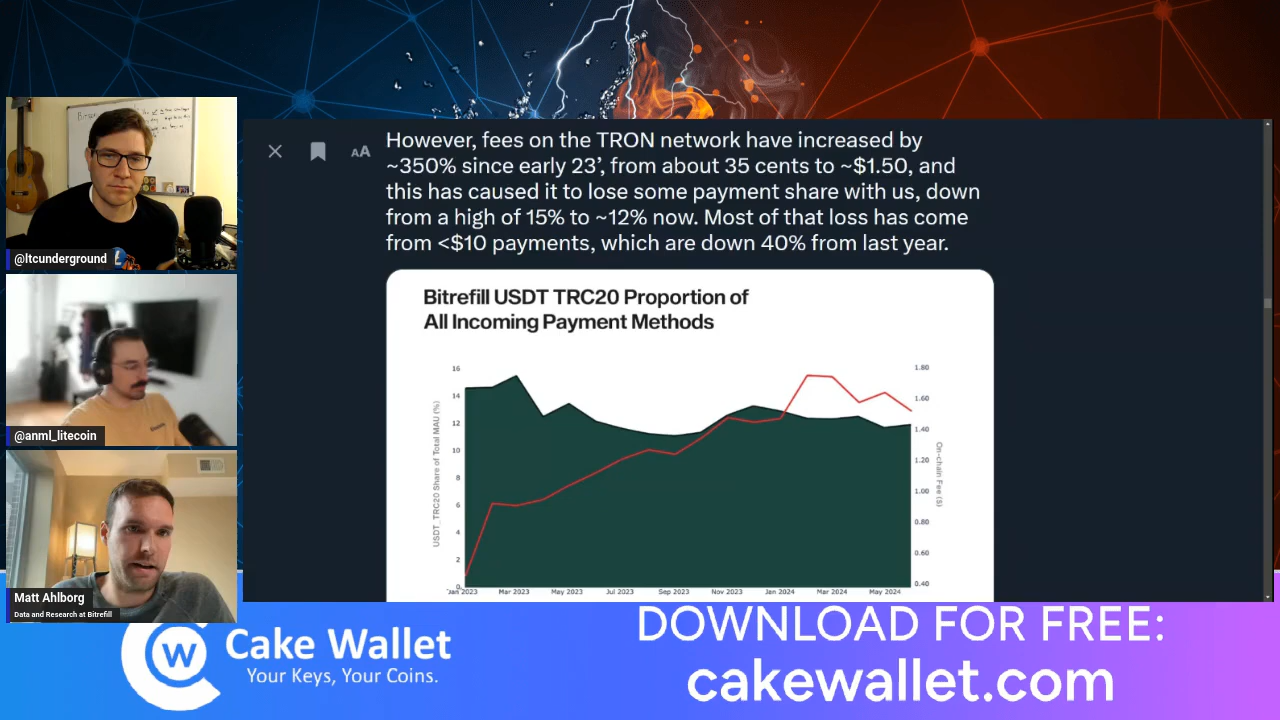 However, fees on the TRON network have increased by
~350% since early 23’, from about 35 cents to ~$1.50, and
this has caused it to lose some payment share with us, down
from a high of 15% to ~12% now. Most of that loss has come
from <$10 payments, which are down 40% from last year.
AA
Bitrefill USDT TRC20 Proportion of
All Incoming Payment Methods
USDT_TRC20 Share of Total MAU (%)
16
14
12
10
8
6
4
2
0
On-chain Fee ($)
1.80
1.60
1.40
1.20
1.00
0.80
0.60
0.40
Jan 2023 Mar 2023 May 2023 Jul 2023 Sep 2023 Nov 2023 Jan 2024 Mar 2024 May 2024
@ltcunderground
@anml_litecoin
Matt Ahlborg
Data and Research at Bitrefill
W
Cake Wallet
Your Keys, Your Coins.
DOWNLOAD FOR FREE:
cakewallet.com